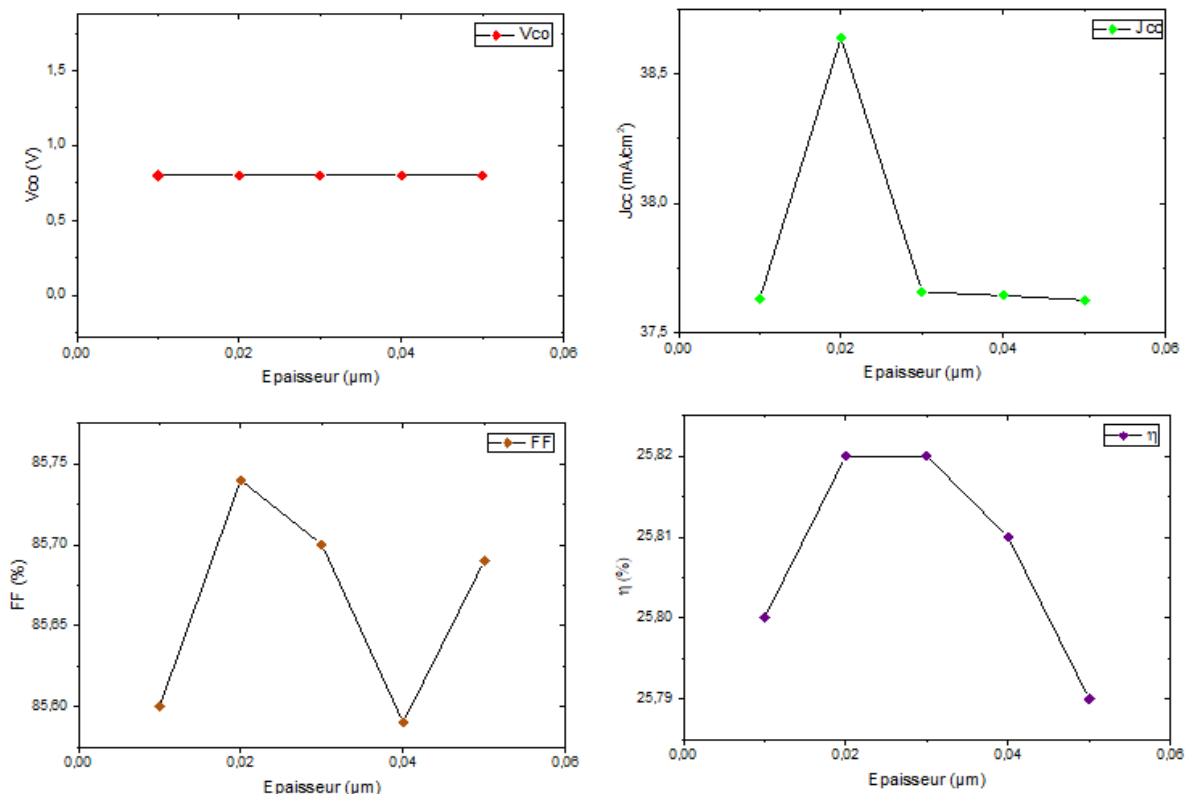 Vco
1,5
1,0
0,5
0,0
Vco (V)
0,00
0,02
0,04
0,06
Epaisseur (µm)
Jcc
38,5
38,0
37,5
Jcc (mA/cm²)
0,00
0,02
0,04
0,06
Epaisseur (µm)
FF
85,75
85,70
85,65
85,60
FF (%)
0,00
0,02
0,04
0,06
Epaisseur (µm)
η
25,82
25,81
25,80
25,79
η (%)
0,00
0,02
0,04
0,06
Epaisseur (µm)